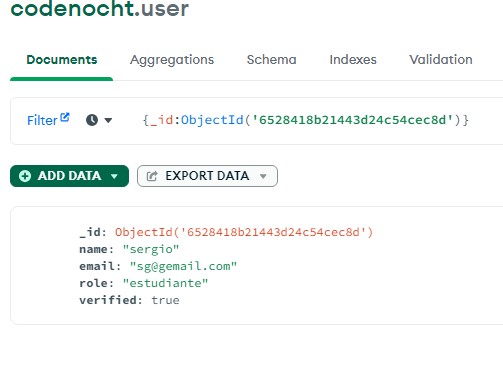 codenocht.user
Documents Aggregations Schema Indexes Validation
Filter {_id:ObjectId('6528418b21443d24c54cec8d')}
ADD DATA EXPORT DATA
_id: ObjectId('6528418b21443d24c54cec8d')
name: "sergio"
email: "sg@gemail.com"
role: "estudiante"
verified: true